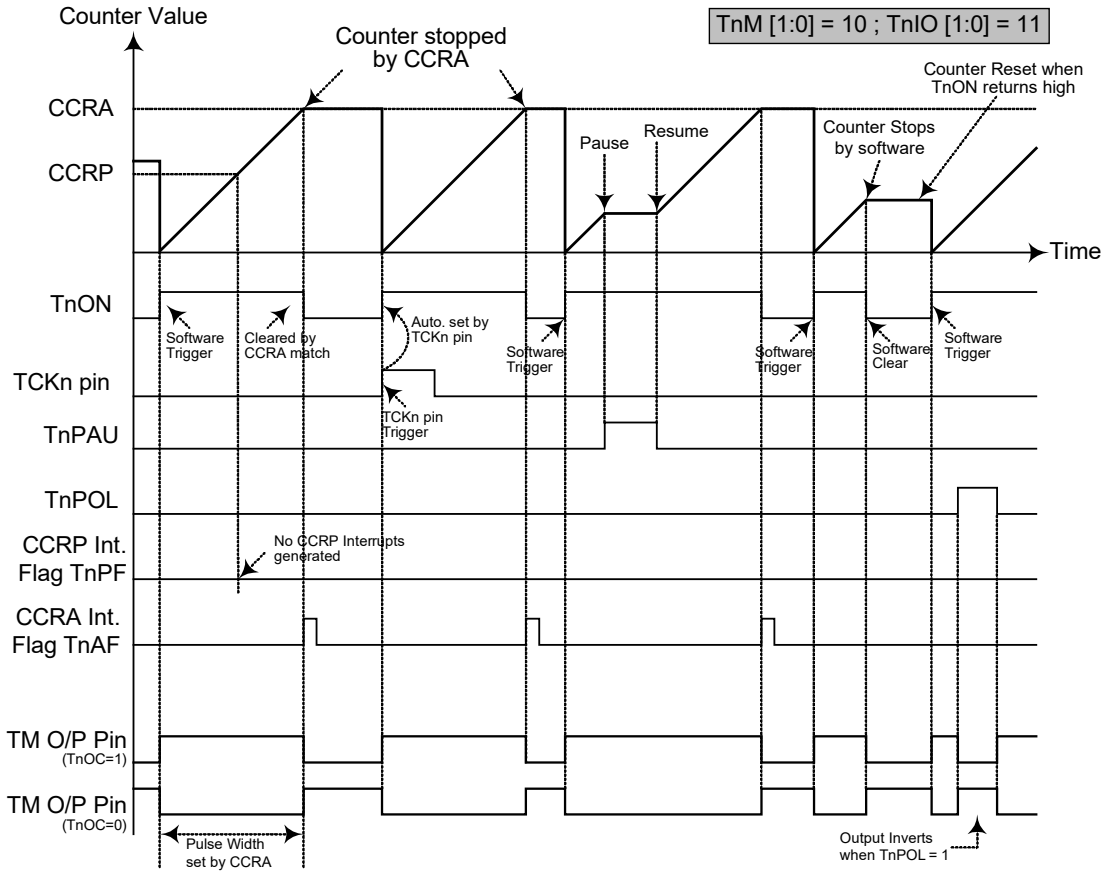 Counter Value
TnM [1:0] = 10 ; TnIO [1:0] = 11
Counter stopped
by CCRA
Counter Reset when
TnON returns high
CCRA
Pause
Resume
Counter Stops
by software
CCRP
Time
TnON
Software
Trigger
Cleared by
CCRA match
Auto. set by
TCKn pin
Software
Trigger
Software
Trigger
Software
Clear
Software
Trigger
TCKn pin
TCKn pin
Trigger
TnPAU
TnPOL
CCRP Int.
Flag TnPF
No CCRP Interrupts
generated
CCRA Int.
Flag TnAF
TM O/P Pin
(TnOC=1)
TM O/P Pin
(TnOC=0)
Pulse Width
set by CCRA
Output Inverts
when TnPOL = 1